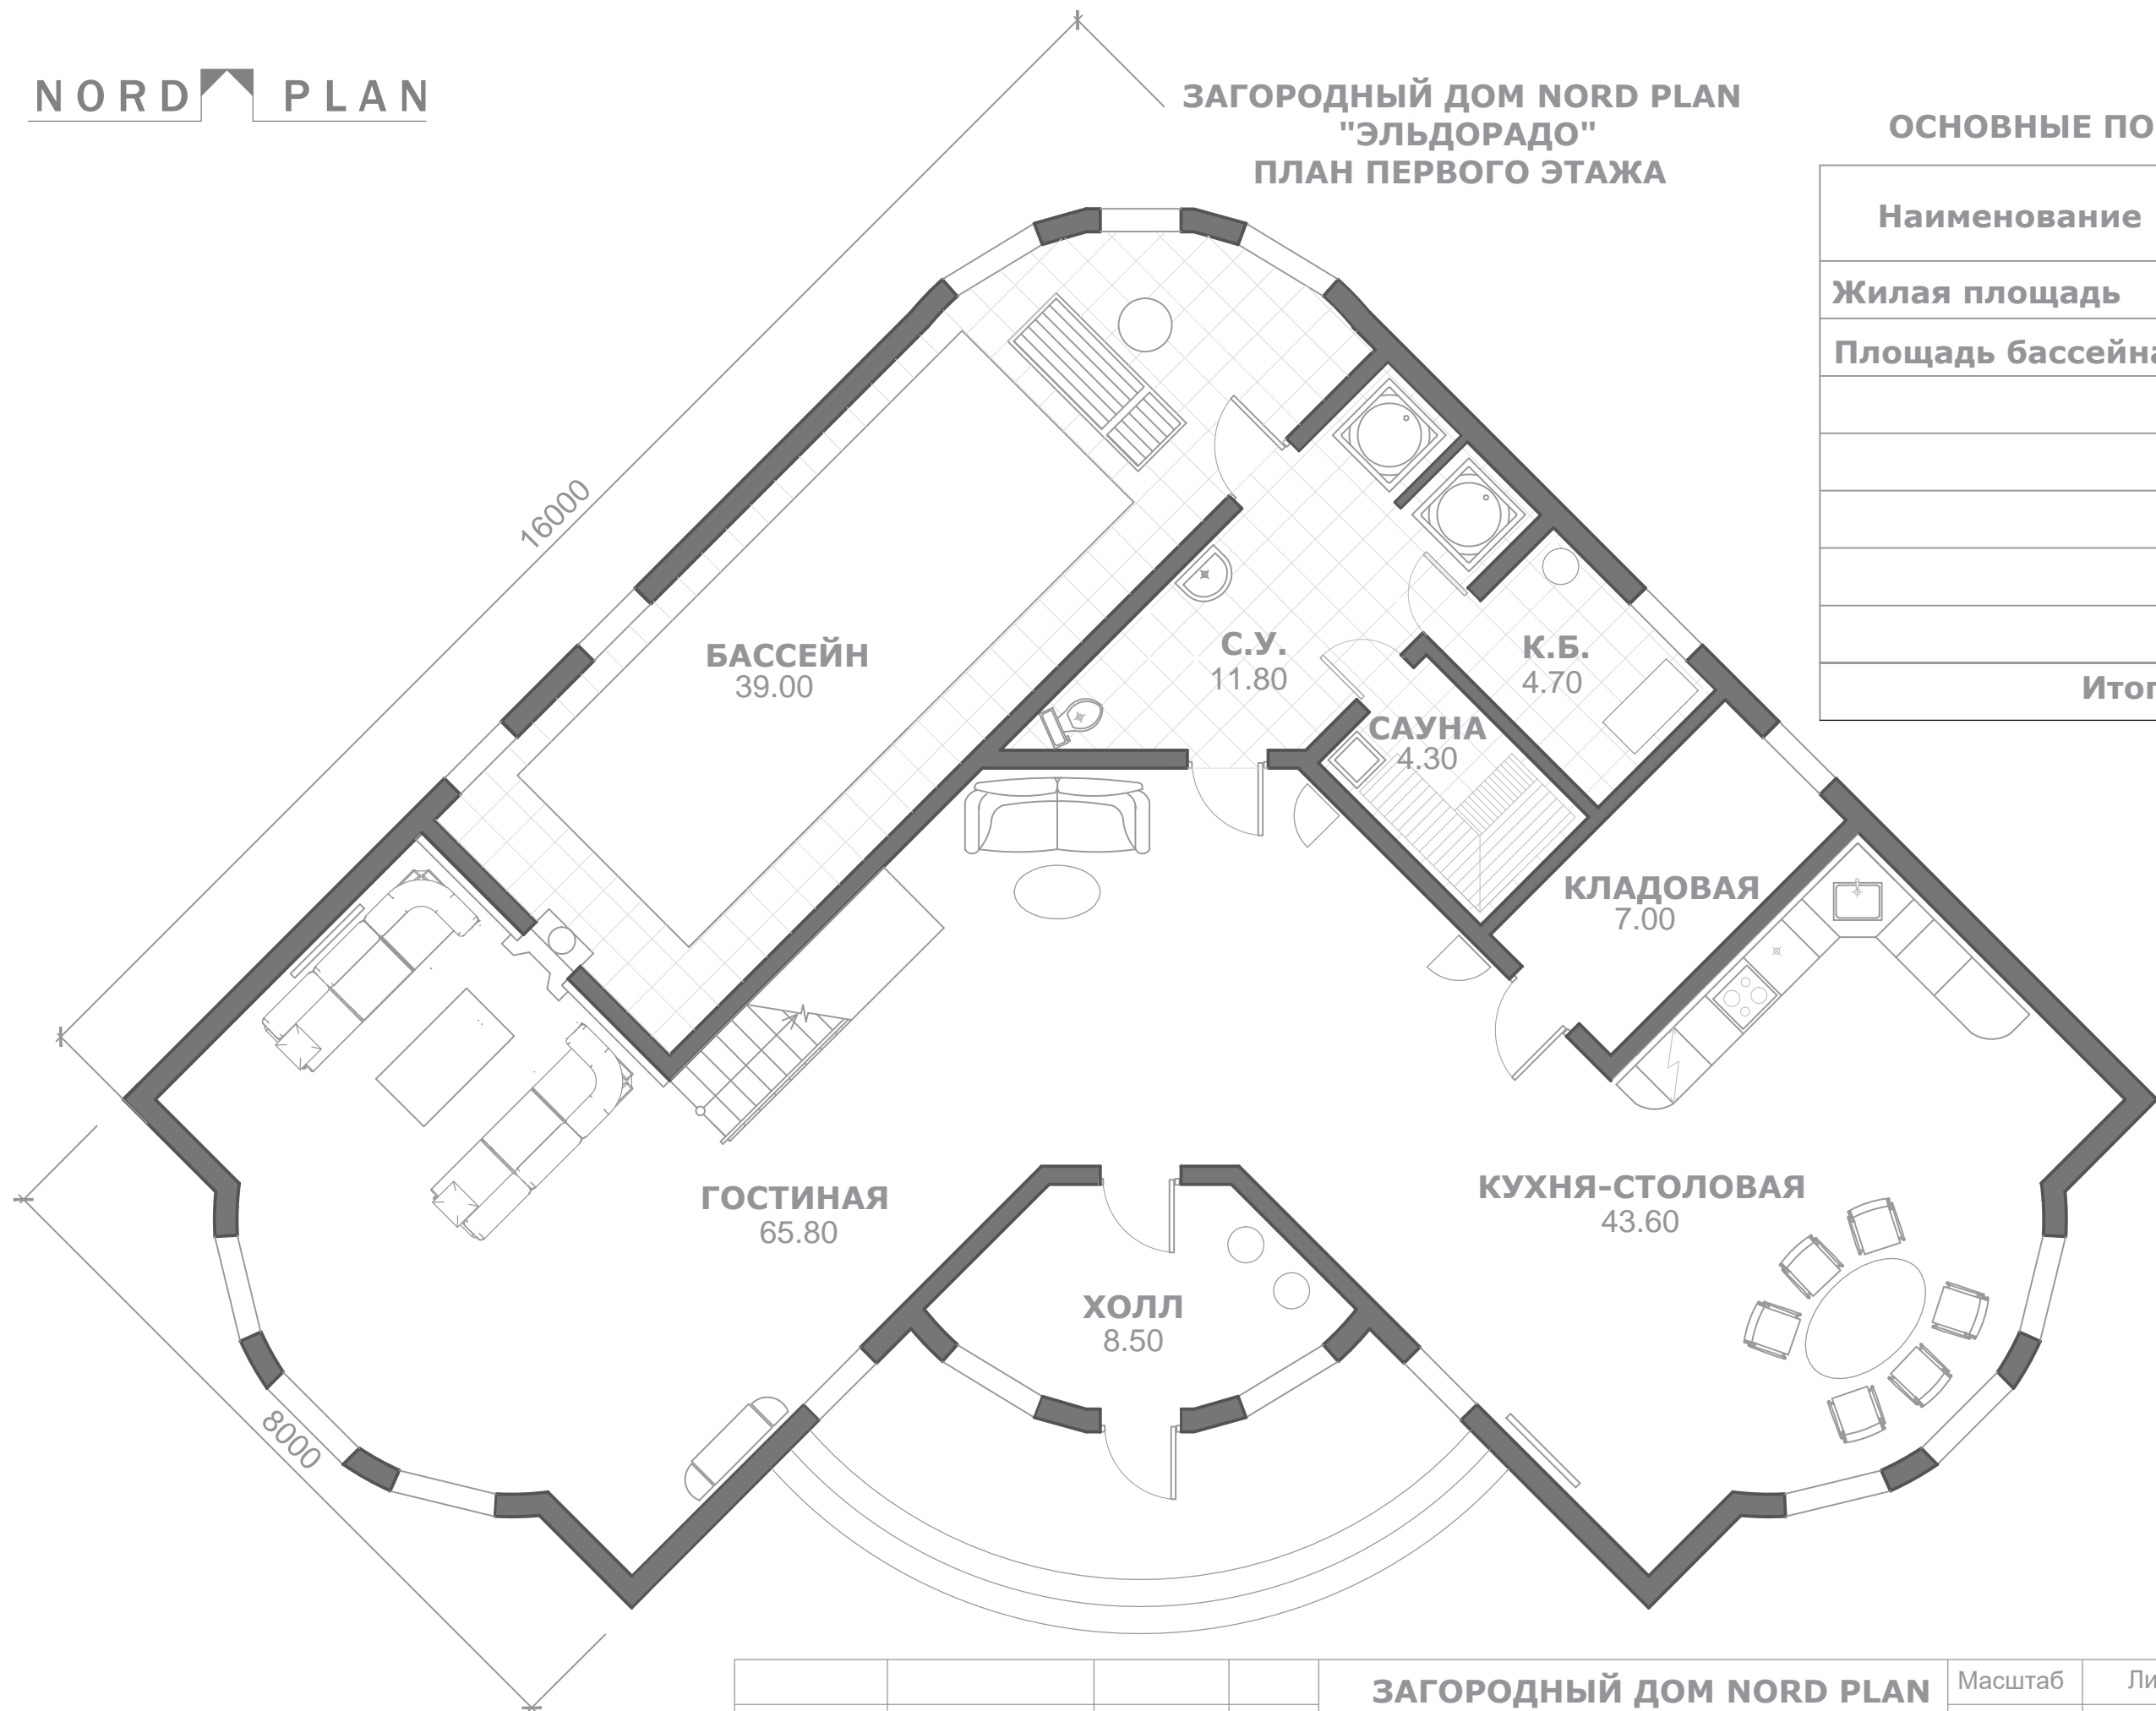 NORD PLAN
ЗАГОРОДНЫЙ ДОМ NORD PLAN
"ЭЛЬДОРАДО"
ПЛАН ПЕРВОГО ЭТАЖА
ОСНОВНЫЕ ПО
Наименование
Жилая площадь
Площадь бассейна
Итог
16000
БАССЕЙН
39.00
С.У.
11.80
К.Б.
4.70
САУНА
4.30
КЛАДОВАЯ
7.00
ГОСТИНАЯ
65.80
КУХНЯ-СТОЛОВАЯ
43.60
ХОЛЛ
8.50
8000
ЗАГОРОДНЫЙ ДОМ NORD PLAN
Масштаб
Ли